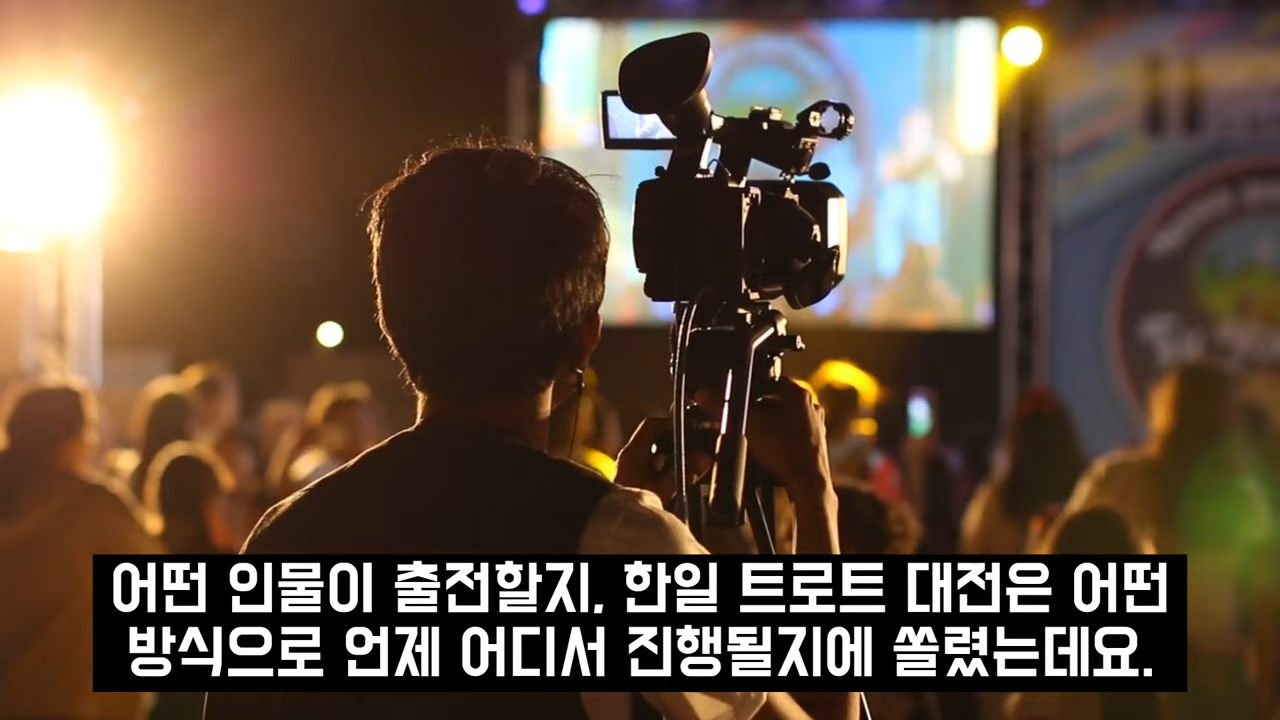 어떤 인물이 출전할지, 한일 트로트 대전은 어떤
방식으로 언제 어디서 진행될지에 쏠렸는데요.